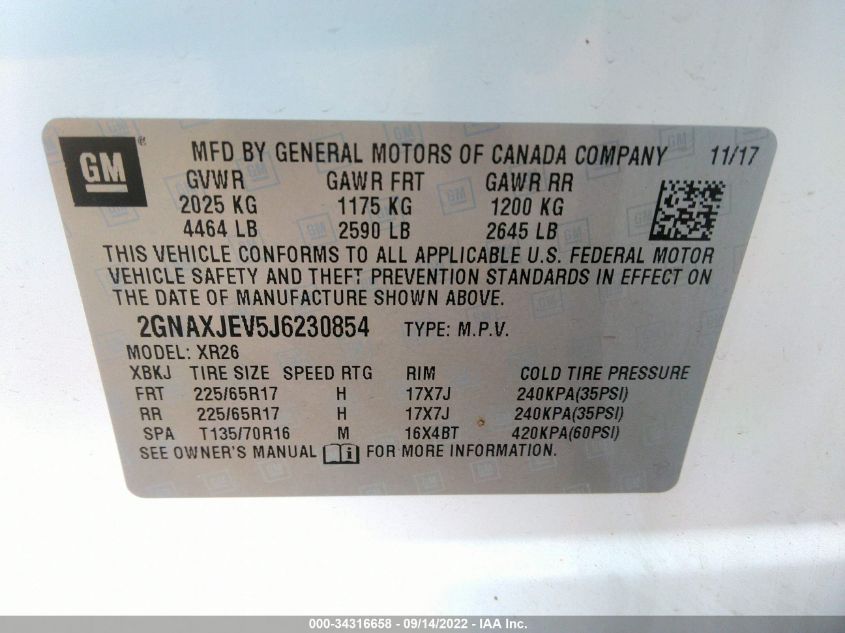 GM ® MFD BY GENERAL MOTORS OF CANADA COMPANY 11/17
GVWR GAWR FRT GAWR RR
2025 KG 1175 KG 1200 KG
4464 LB 2590 LB 2645 LB
THIS VEHICLE CONFORMS TO ALL APPLICABLE U.S. FEDERAL MOTOR
VEHICLE SAFETY AND THEFT PREVENTION STANDARDS IN EFFECT ON
THE DATE OF MANUFACTURE SHOWN ABOVE.
2GNAXJEV5J6230854 TYPE: M.P.V.
MODEL: XR26
XBKJ TIRE SIZE SPEED RTG RIM COLD TIRE PRESSURE
FRT 225/65R17 H 17X7J 240KPA(35PSI)
RR 225/65R17 H 17X7J 240KPA(35PSI)
SPA T135/70R16 M 16X4BT 420KPA(60PSI)
SEE OWNER'S MANUAL i FOR MORE INFORMATION.
000-34316658 - 09/14/2022 - IAA Inc.